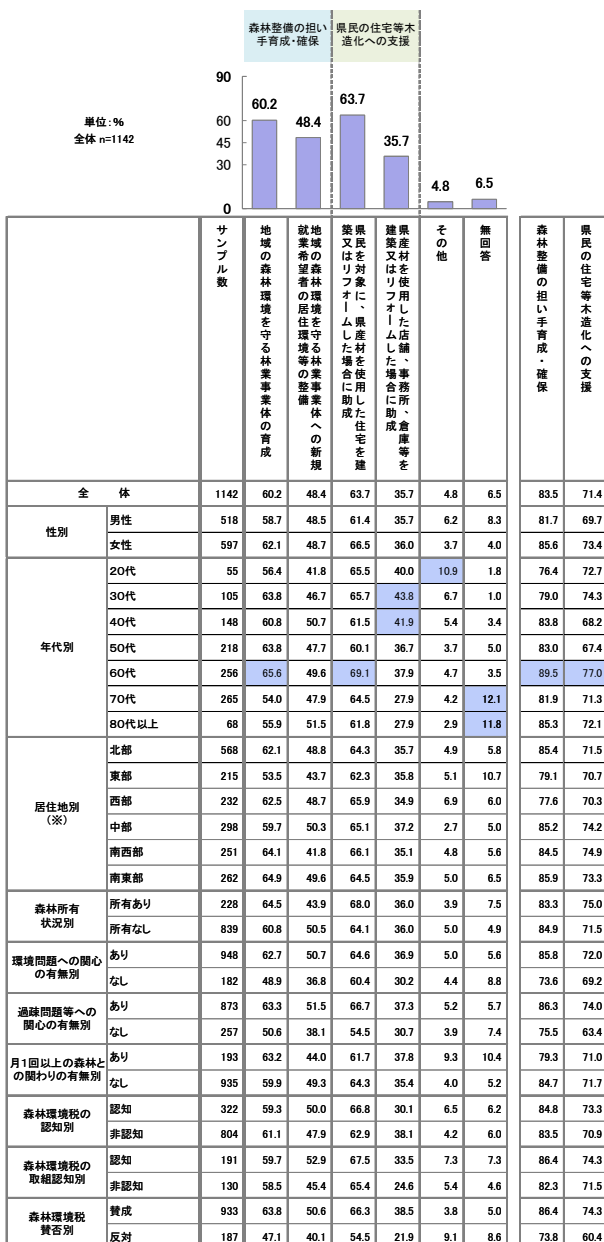 森林整備の担い
手育成・確保
県民の住宅等木
造化への支援
単位：％
全体 n=1142
90
60
45
30
0
60.2
48.4
63.7
35.7
4.8
6.5
サンプル数
地域の森林環境を守る林業事業体の育成
地域の森林環境を守る林業事業体への新規
就業希望者の居住環境等の整備
県民を対象に、県産材を使用した住宅を建
築又はリフォームした場合に助成
県産材を使用した店舗、事務所、倉庫等を
建築又はリフォームした場合に助成
その他
無回答
森林整備の担い手育成・確保
県民の住宅等木造化への支援
全 体 1142 60.2 48.4 63.7 35.7 4.8 6.5 83.5 71.4
性別
男性 518 58.7 48.5 61.4 35.7 6.2 8.3 81.7 69.7
女性 597 62.1 48.7 66.5 36.0 3.7 4.0 85.6 73.4
年代別
20代 55 56.4 41.8 65.5 40.0 10.9 1.8 76.4 72.7
30代 105 63.8 46.7 65.7 43.8 6.7 1.0 79.0 74.3
40代 148 60.8 50.7 61.5 41.9 5.4 3.4 83.8 68.2
50代 218 63.8 47.7 60.1 36.7 3.7 5.0 83.0 67.4
60代 256 65.6 49.6 69.1 37.9 4.7 3.5 89.5 77.0
70代 265 54.0 47.9 64.5 27.9 4.2 12.1 81.9 71.3
80代以上 68 55.9 51.5 61.8 27.9 2.9 11.8 85.3 72.1
居住地別
（※）
北部 568 62.1 48.8 64.3 35.7 4.9 5.8 85.4 71.5
東部 215 53.5 43.7 62.3 35.8 5.1 10.7 79.1 70.7
西部 232 62.5 48.7 65.9 34.9 6.9 6.0 77.6 70.3
中部 298 59.7 50.3 65.1 37.2 2.7 5.0 85.2 74.2
南西部 251 64.1 41.8 66.1 35.1 4.8 5.6 84.5 74.9
南東部 262 64.9 49.6 64.5 35.9 5.0 6.5 85.9 73.3
森林所有
状況別
所有あり 228 64.5 43.9 68.0 36.0 3.9 7.5 83.3 75.0
所有なし 839 60.8 50.5 64.1 36.0 5.0 4.9 84.9 71.5
環境問題への関心
の有無別
あり 948 62.7 50.7 64.6 36.9 5.0 5.6 85.8 72.0
なし 182 48.9 36.8 60.4 30.2 4.4 8.8 73.6 69.2
過疎問題等への
関心の有無別
あり 873 63.3 51.5 66.7 37.3 5.2 5.7 86.3 74.0
なし 257 50.6 38.1 54.5 30.7 3.9 7.4 75.5 63.4
月１回以上の森林と
の関わりの有無別
あり 193 63.2 44.0 61.7 37.8 9.3 10.4 79.3 71.0
なし 935 59.9 49.3 64.3 35.4 4.0 5.2 84.7 71.7
森林環境税の
認知別
認知 322 59.3 50.0 66.8 30.1 6.5 6.2 84.8 73.3
非認知 804 61.1 47.9 62.9 38.1 4.2 6.0 83.5 70.9
森林環境税の
取組認知別
認知 191 59.7 52.9 67.5 33.5 7.3 7.3 86.4 74.3
非認知 130 58.5 45.4 65.4 24.6 5.4 4.6 82.3 71.5
森林環境税
賛否別
賛成 933 63.8 50.6 66.3 38.5 3.8 5.0 86.4 74.3
反対 187 47.1 40.1 54.5 21.9 9.1 8.6 73.8 60.4